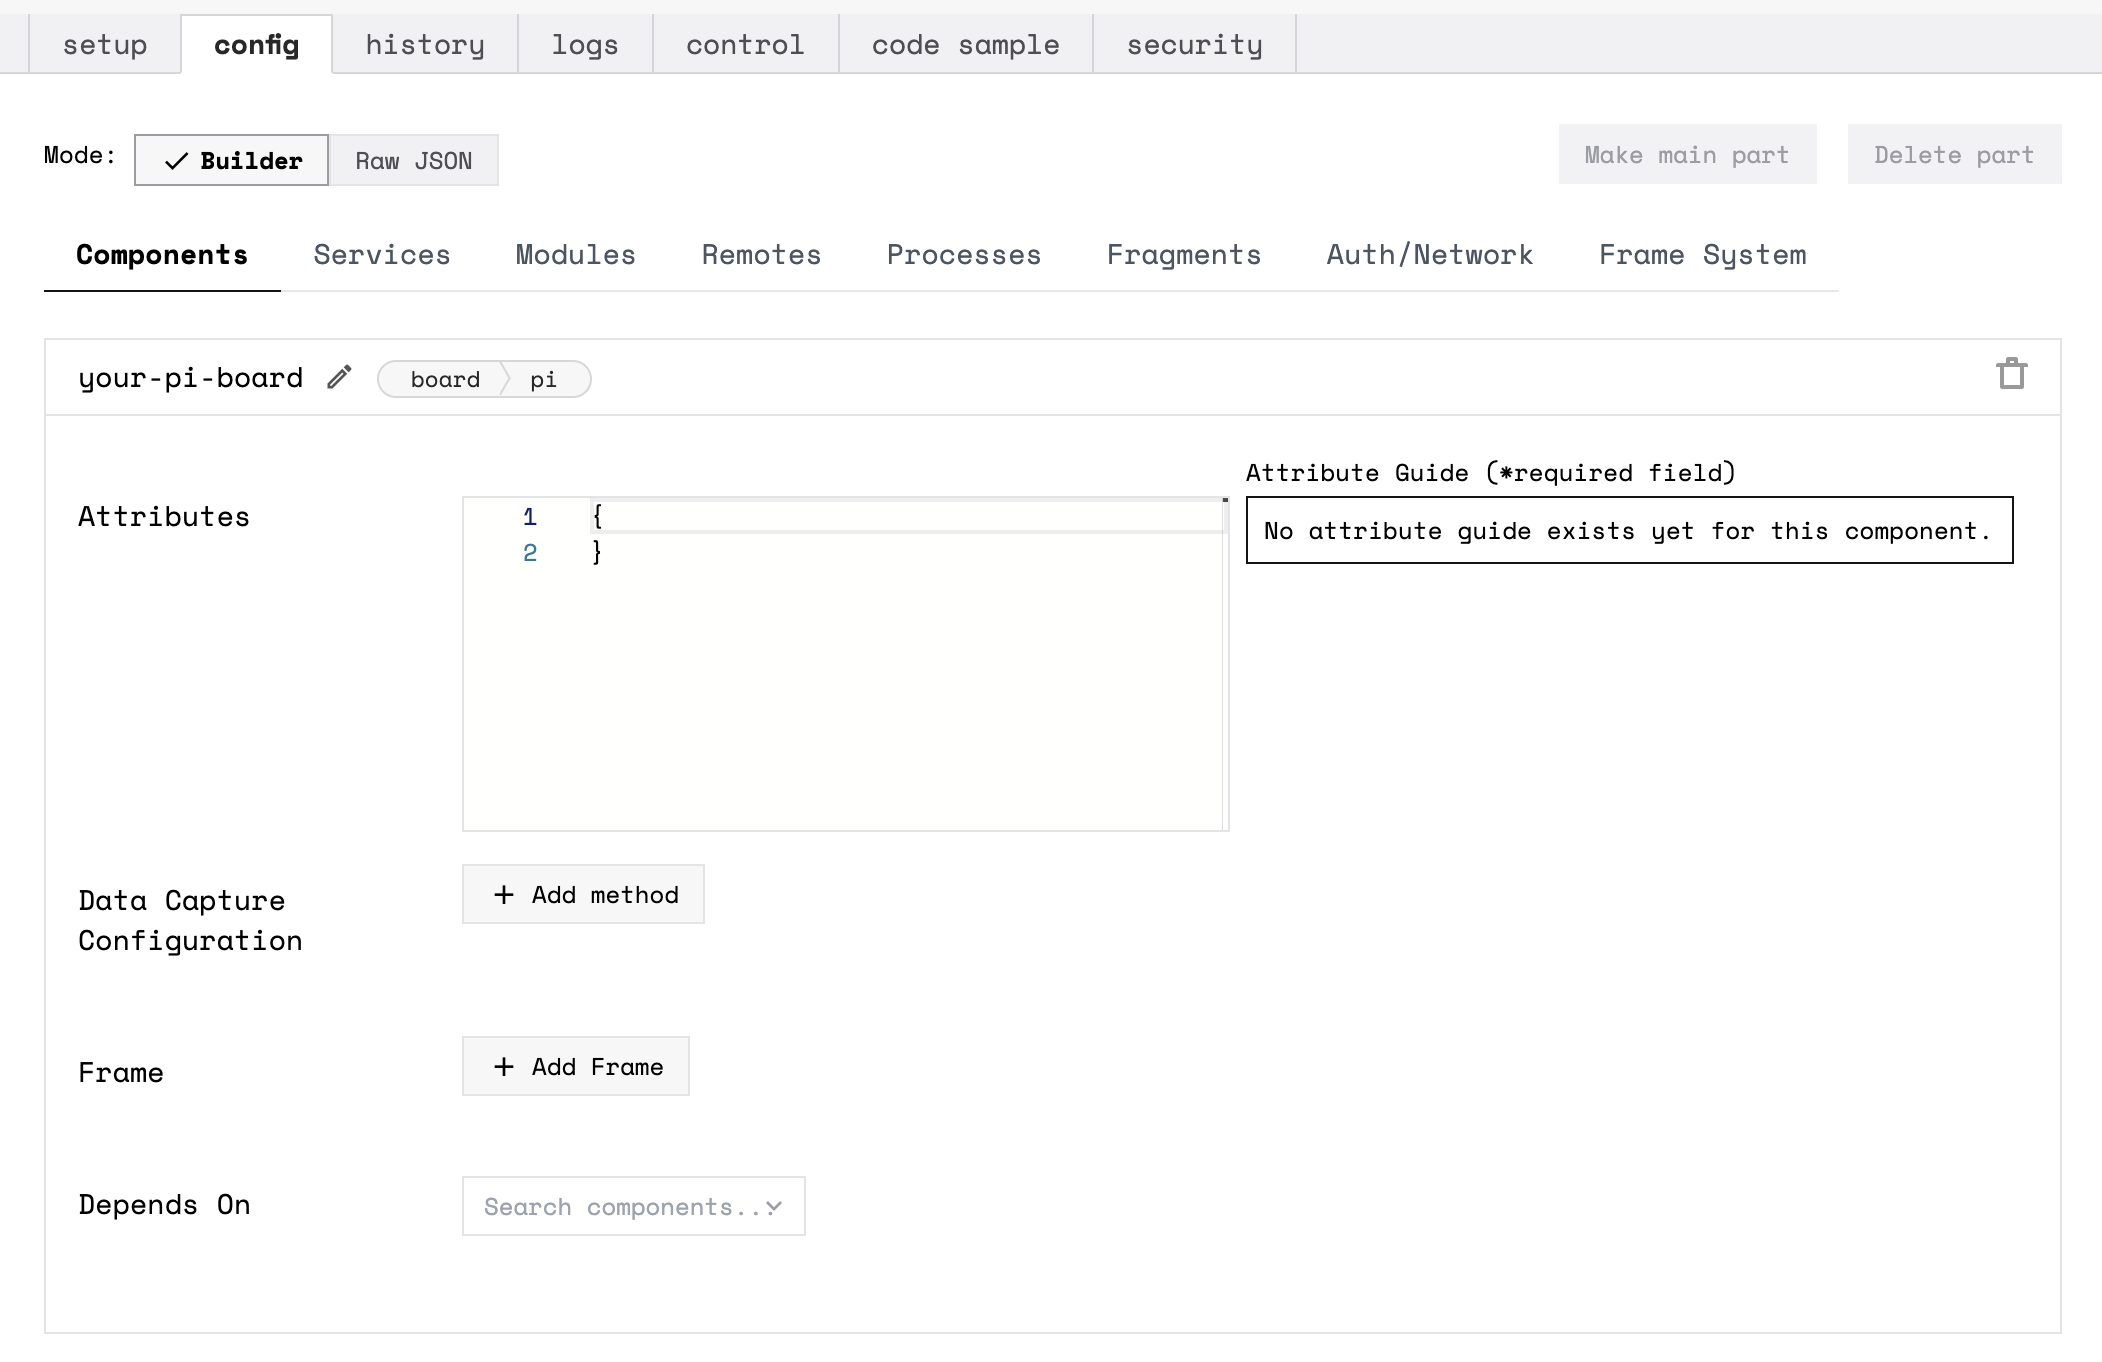 setup config history logs control code sample security
Mode: Builder Raw JSON Make main part Delete part
Components Services Modules Remotes Processes Fragments Auth/Network Frame System
your-pi-board board pi
Attribute Guide (*required field)
Attributes
1 {
2 }
No attribute guide exists yet for this component.
Data Capture
Configuration
+ Add method
Frame
+ Add Frame
Depends On
Search components...